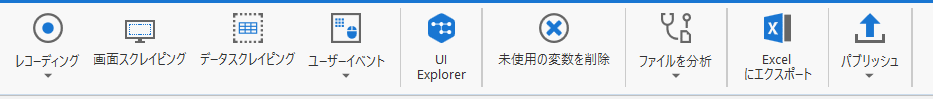 レコーディング
画面スクレイピング
データスクレイピング
ユーザーイベント
UI
Explorer
未使用の変数を削除
ファイルを分析
Excel
にエクスポート
パブリッシュ